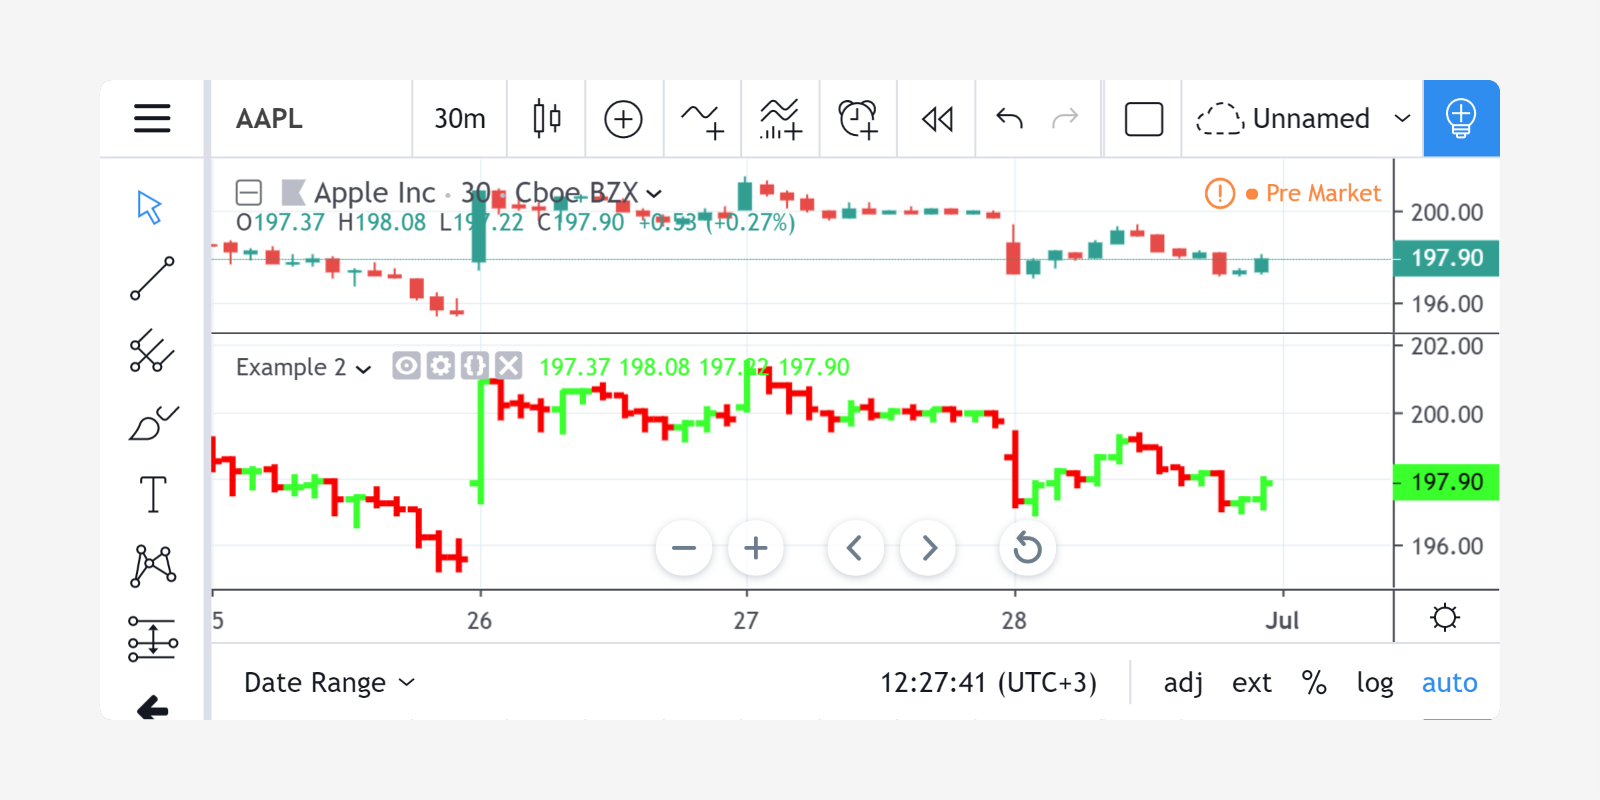 AAPL 30m Unnamed
Apple Inc · 30 Cboe BZX Pre Market
O197.37 H198.08 L197.22 C197.90 +0.53 (+0.27%)
200.00
197.90
196.00
Example 2 {} 197.37 198.08 197.22 197.90
202.00
200.00
197.90
196.00
5 26 27 28 Jul
Date Range 12:27:41 (UTC+3) adj ext % log auto